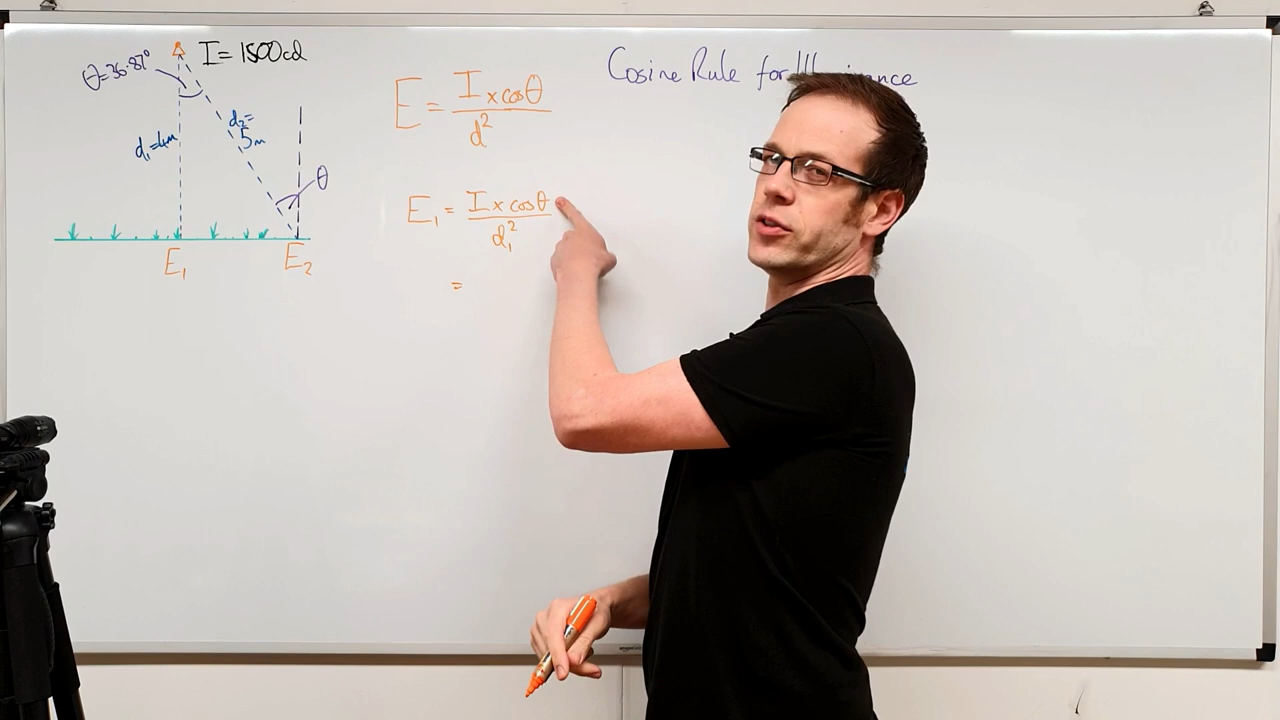 Cosine Rule for
θ=36.87°
I = 1500cd
d₁=4m
d₂=
5m
θ
E₁
E₂
E = I x cosθ / d²
E₁ = I x cosθ / d₁²
=